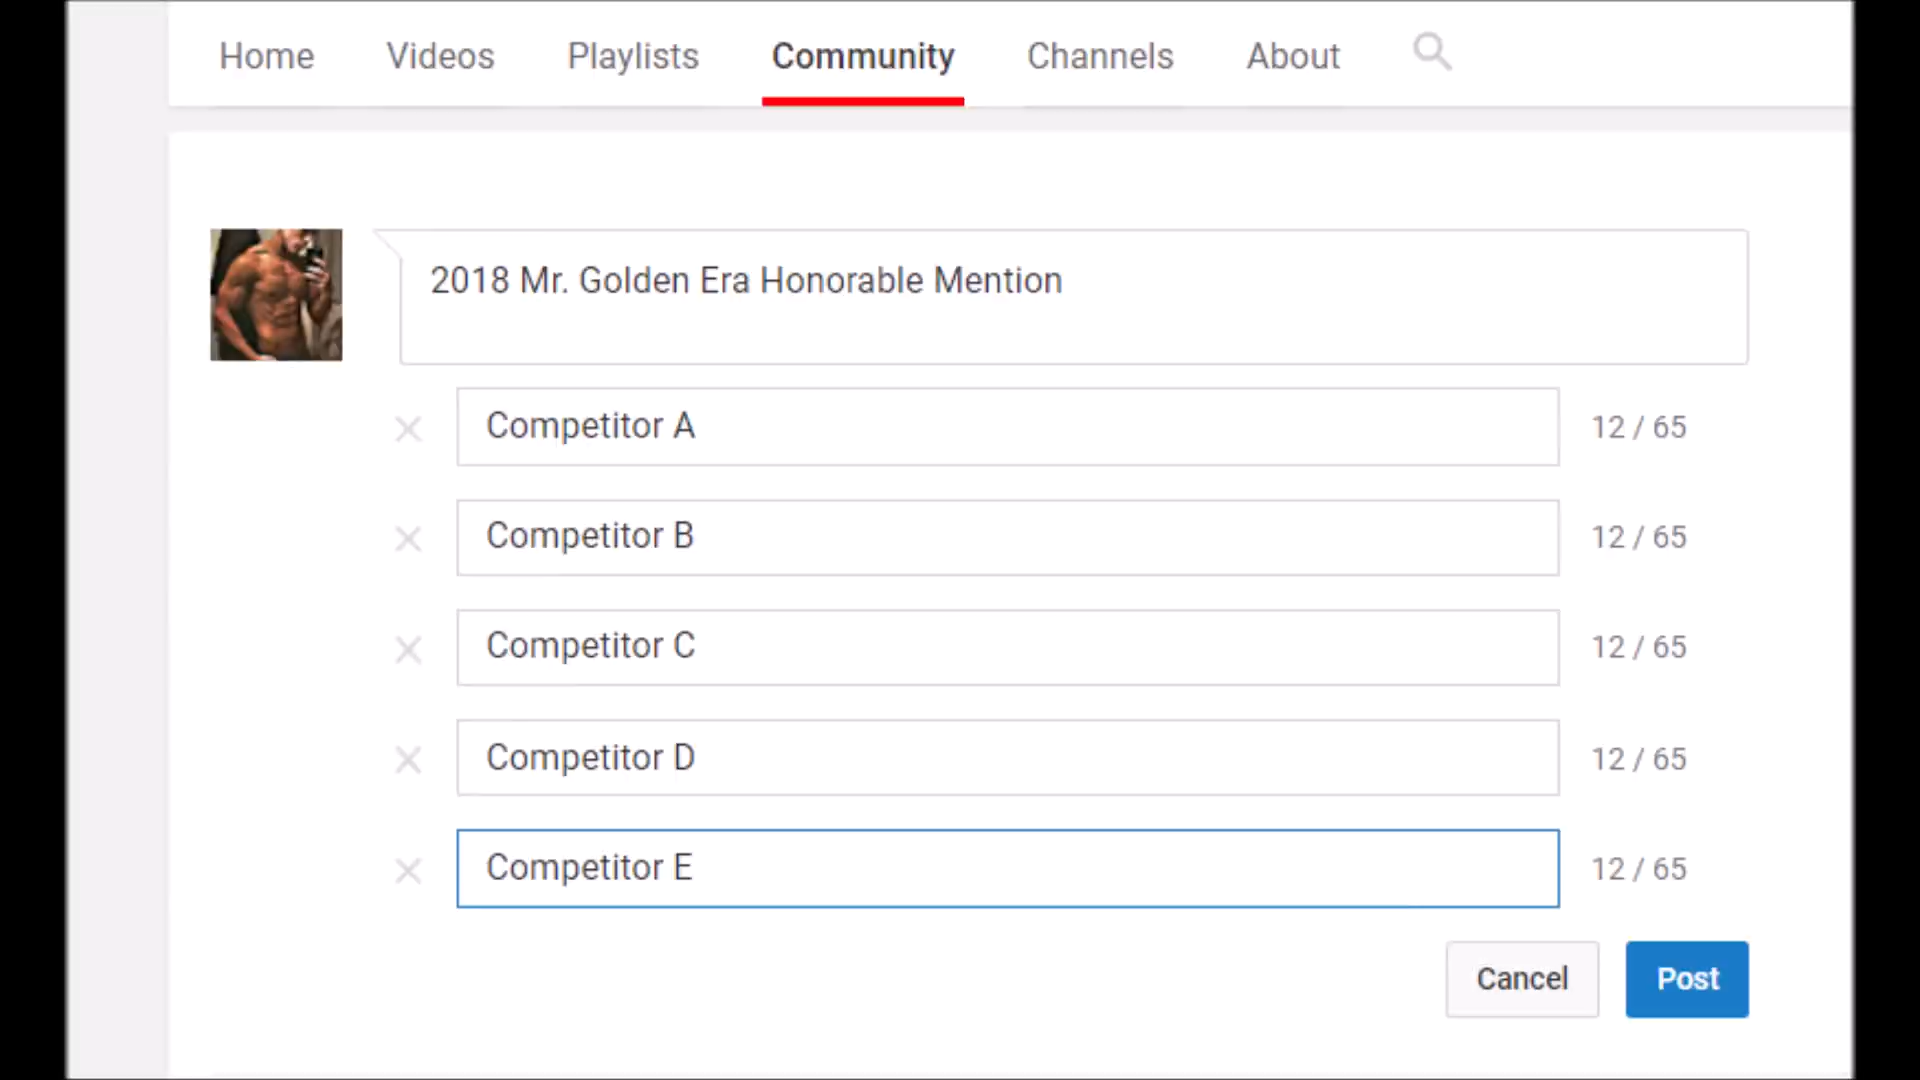 Home Videos Playlists Community Channels About
2018 Mr. Golden Era Honorable Mention
Competitor A 12 / 65
Competitor B 12 / 65
Competitor C 12 / 65
Competitor D 12 / 65
Competitor E 12 / 65
Cancel Post